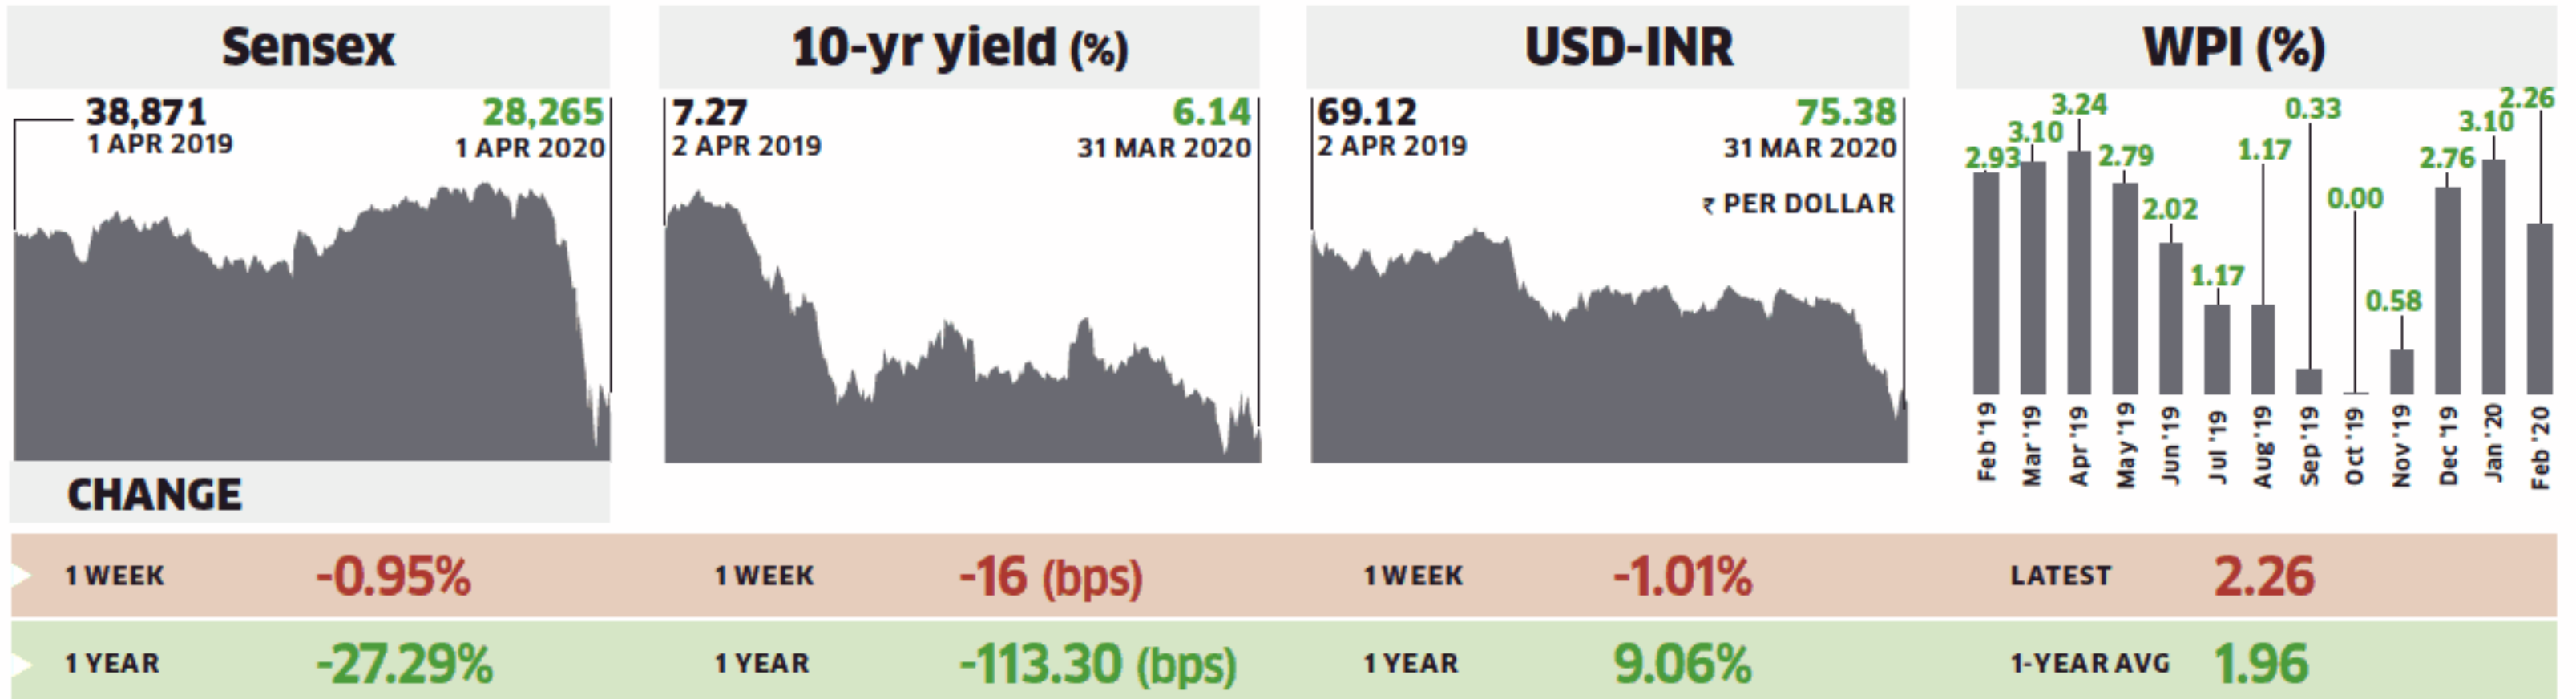 Sensex
38,871
1 APR 2019
28,265
1 APR 2020
10-yr yield (%)
7.27
2 APR 2019
6.14
31 MAR 2020
USD-INR
69.12
2 APR 2019
75.38
31 MAR 2020
₹ PER DOLLAR
WPI (%)
2.93
3.10
3.24
2.79
2.02
1.17
1.17
0.33
0.00
0.58
2.76
3.10
2.26
Feb '19
Mar '19
Apr '19
May '19
Jun '19
Jul '19
Aug '19
Sep '19
Oct '19
Nov '19
Dec '19
Jan '20
Feb '20
CHANGE
1 WEEK -0.95% 1 WEEK -16 (bps) 1 WEEK -1.01% LATEST 2.26
1 YEAR -27.29% 1 YEAR -113.30 (bps) 1 YEAR 9.06% 1-YEAR AVG 1.96